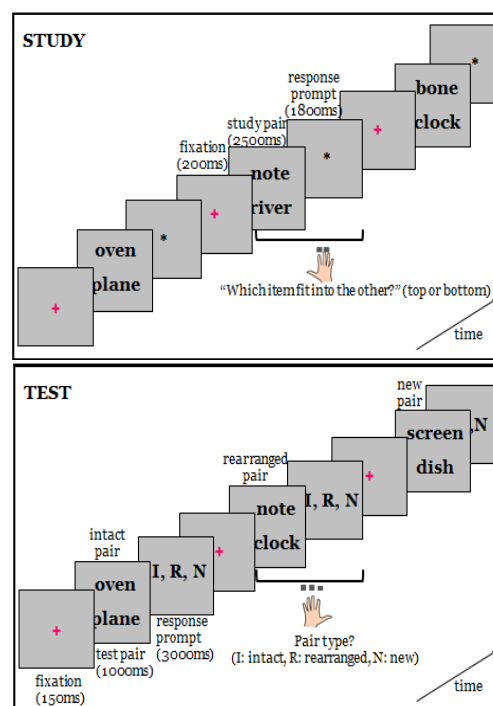 STUDY
*
response
prompt
(1800ms)
bone
clock
study pair
(2500ms)
+
*
fixation
(200ms)
note
river
+
*
oven
plane
+
"Which item fit into the other?" (top or bottom)
time
TEST
new
pair
screen
dish
,N
rearranged
pair
+
I, R, N
note
clock
intact
pair
+
I, R, N
oven
plane
+
response
prompt
(3000ms)
test pair
(1000ms)
fixation
(150ms)
Pair type?
(I: intact, R: rearranged, N: new)
time